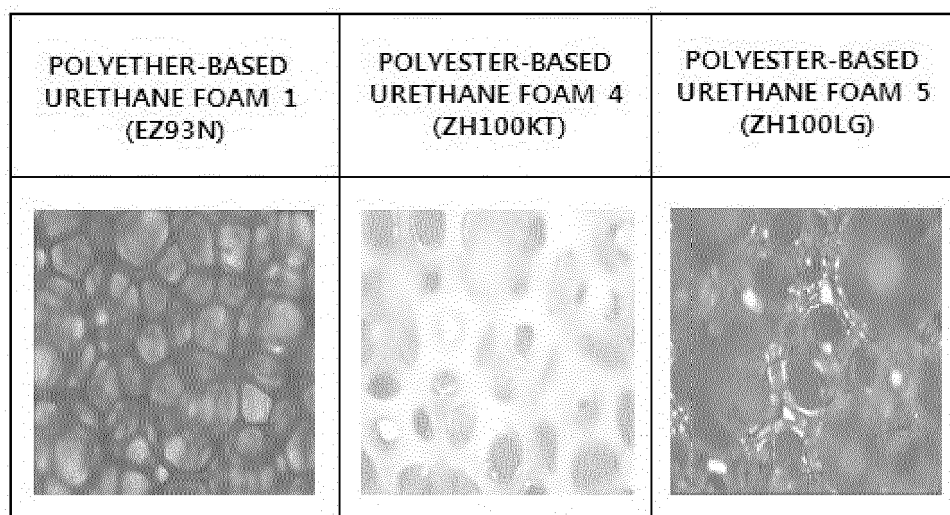 POLYETHER-BASED
URETHANE FOAM 1
(EZ93N)
POLYESTER-BASED
URETHANE FOAM 4
(ZH100KT)
POLYESTER-BASED
URETHANE FOAM 5
(ZH100LG)